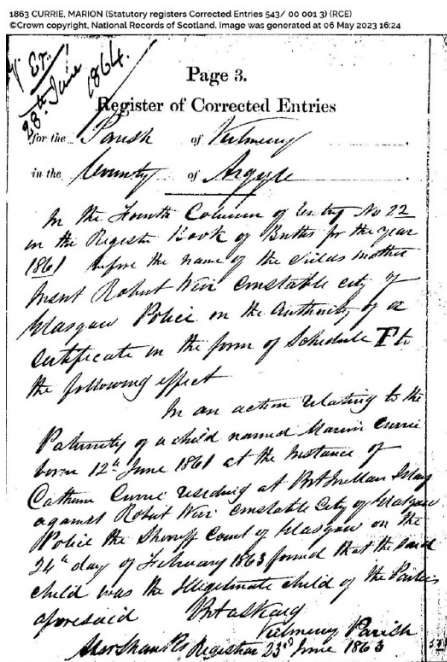 1863 CURRIE, MARION (Statutory registers Corrected Entries 543/ 00 001 3) (RCE)
©Crown copyright, National Records of Scotland. Image was generated at 06 May 2023 16:24
28th June 1864.
Page 3.
Register of Corrected Entries
for the Parish of Kilmeny
in the County of Argyle
In the Fourth Column of Entry No 22
in the Register Book of Births for the year
1861 before the name of the childs mother
Insert Robert Weir Constable City of
Glasgow Police on the Authority of a
Certificate in the form of Schedule F to
the following effect
In an action relating to the
Paternity of a child named Marion Currie
born 12th June 1861 at the Instance of
Cathrin Currie residing at Port Islay
against Robert Weir Constable City of Glasgow
Police the Sheriff Court of Glasgow on the
24th day of February 1863 found that the said
child was the Illegitimate child of the Parties
aforesaid
Kilmeny Parish
Registrar 23d June 1863